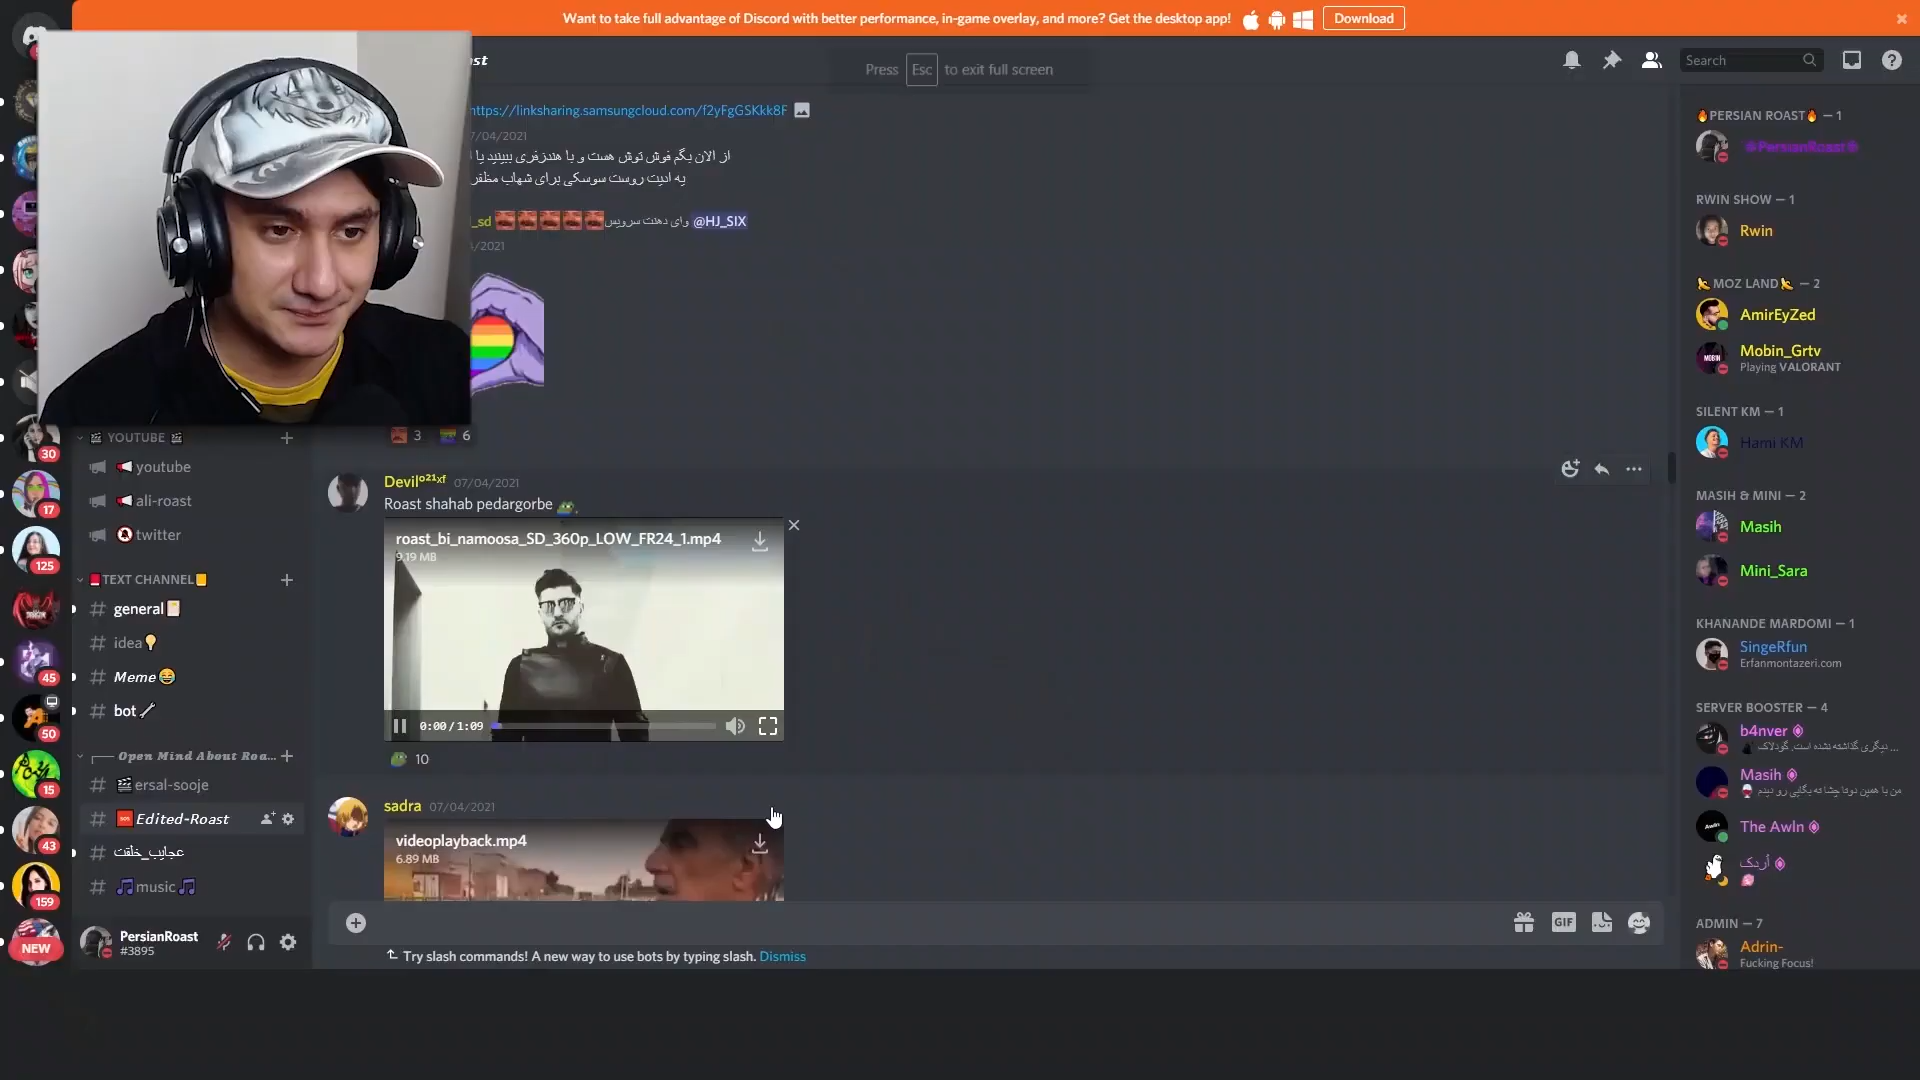 Want to take full advantage of Discord with better performance, in-game overlay, and more? Get the desktop app!
Download
Press Esc to exit full screen
Search
https://linksharing.samsungcloud.com/f2yFgGSKkk8F
7/04/2021
از الان بگم فوش توش هست و با هندزفری ببینید یا
یه ادیت روست سوسکی برای شهاب مظفر
_sd وای دهنت سرویس @HJ_SIX
/2021
3
6
YOUTUBE
youtube
ali-roast
twitter
TEXT CHANNEL
general
idea
Meme
bot
Open Mind About Roa...
ersal-sooje
Edited-Roast
عجایب_خلقت
music
PersianRoast
#3895
30
17
125
45
50
15
43
159
NEW
Devil°²¹ˣᶠ 07/04/2021
Roast shahab pedargorbe
roast_bi_namoosa_SD_360p_LOW_FR24_1.mp4
9.19 MB
0:00/1:09
10
sadra 07/04/2021
videoplayback.mp4
6.89 MB
GIF
Try slash commands! A new way to use bots by typing slash. Dismiss
PERSIAN ROAST — 1
PersianRoast
RWIN SHOW — 1
Rwin
MOZ LAND — 2
AmirEyZed
Mobin_Grtv
Playing VALORANT
SILENT KM — 1
Hami KM
MASIH & MINI — 2
Masih
Mini_Sara
KHANANDE MARDOMI — 1
SingeRfun
Erfanmontazeri.com
SERVER BOOSTER — 4
b4nver
Masih
The Awln
اُردک
ADMIN — 7
Adrin-
Fucking Focus!